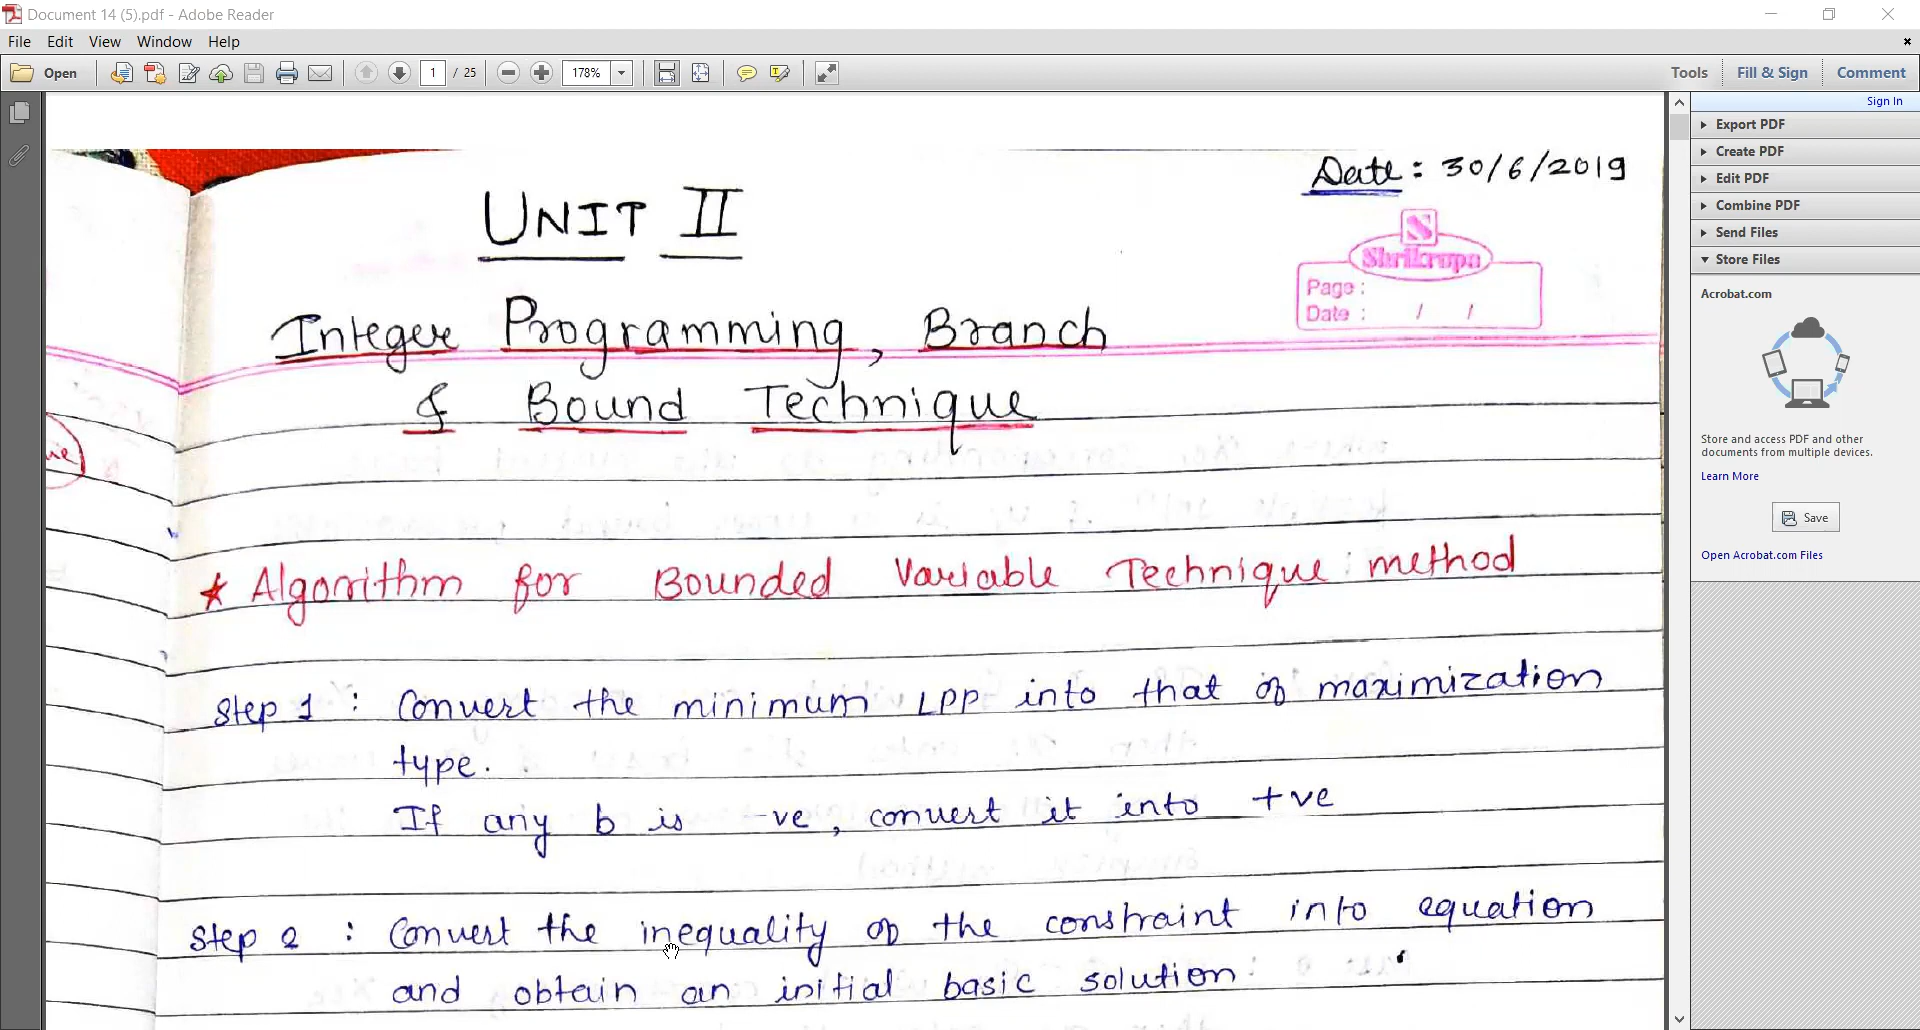 Document 14 (5).pdf - Adobe Reader
File Edit View Window Help
Open 1 / 25 178% Tools Fill & Sign Comment
Sign In
Export PDF
Create PDF
Edit PDF
Combine PDF
Send Files
Store Files
Acrobat.com
Store and access PDF and other
documents from multiple devices.
Learn More
Save
Open Acrobat.com Files
Date : 30/6/2019
UNIT II
Shrikrupa
Page :
Date : / /
Integer Programming, Branch
& Bound Technique
* Algorithm for Bounded Variable Technique method
Step 1 : Convert the minimum LPP into that of maximization
type.
If any b is -ve, convert it into +ve
Step 2 : Convert the inequality of the constraint into equation
and obtain an initial basic solution.